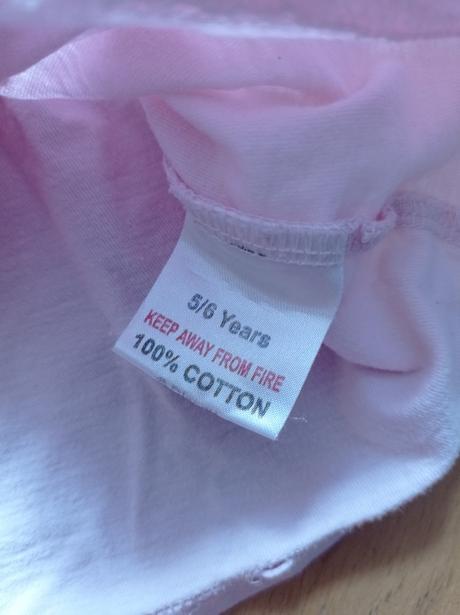 5/6 Years
KEEP AWAY FROM FIRE
100% COTTON